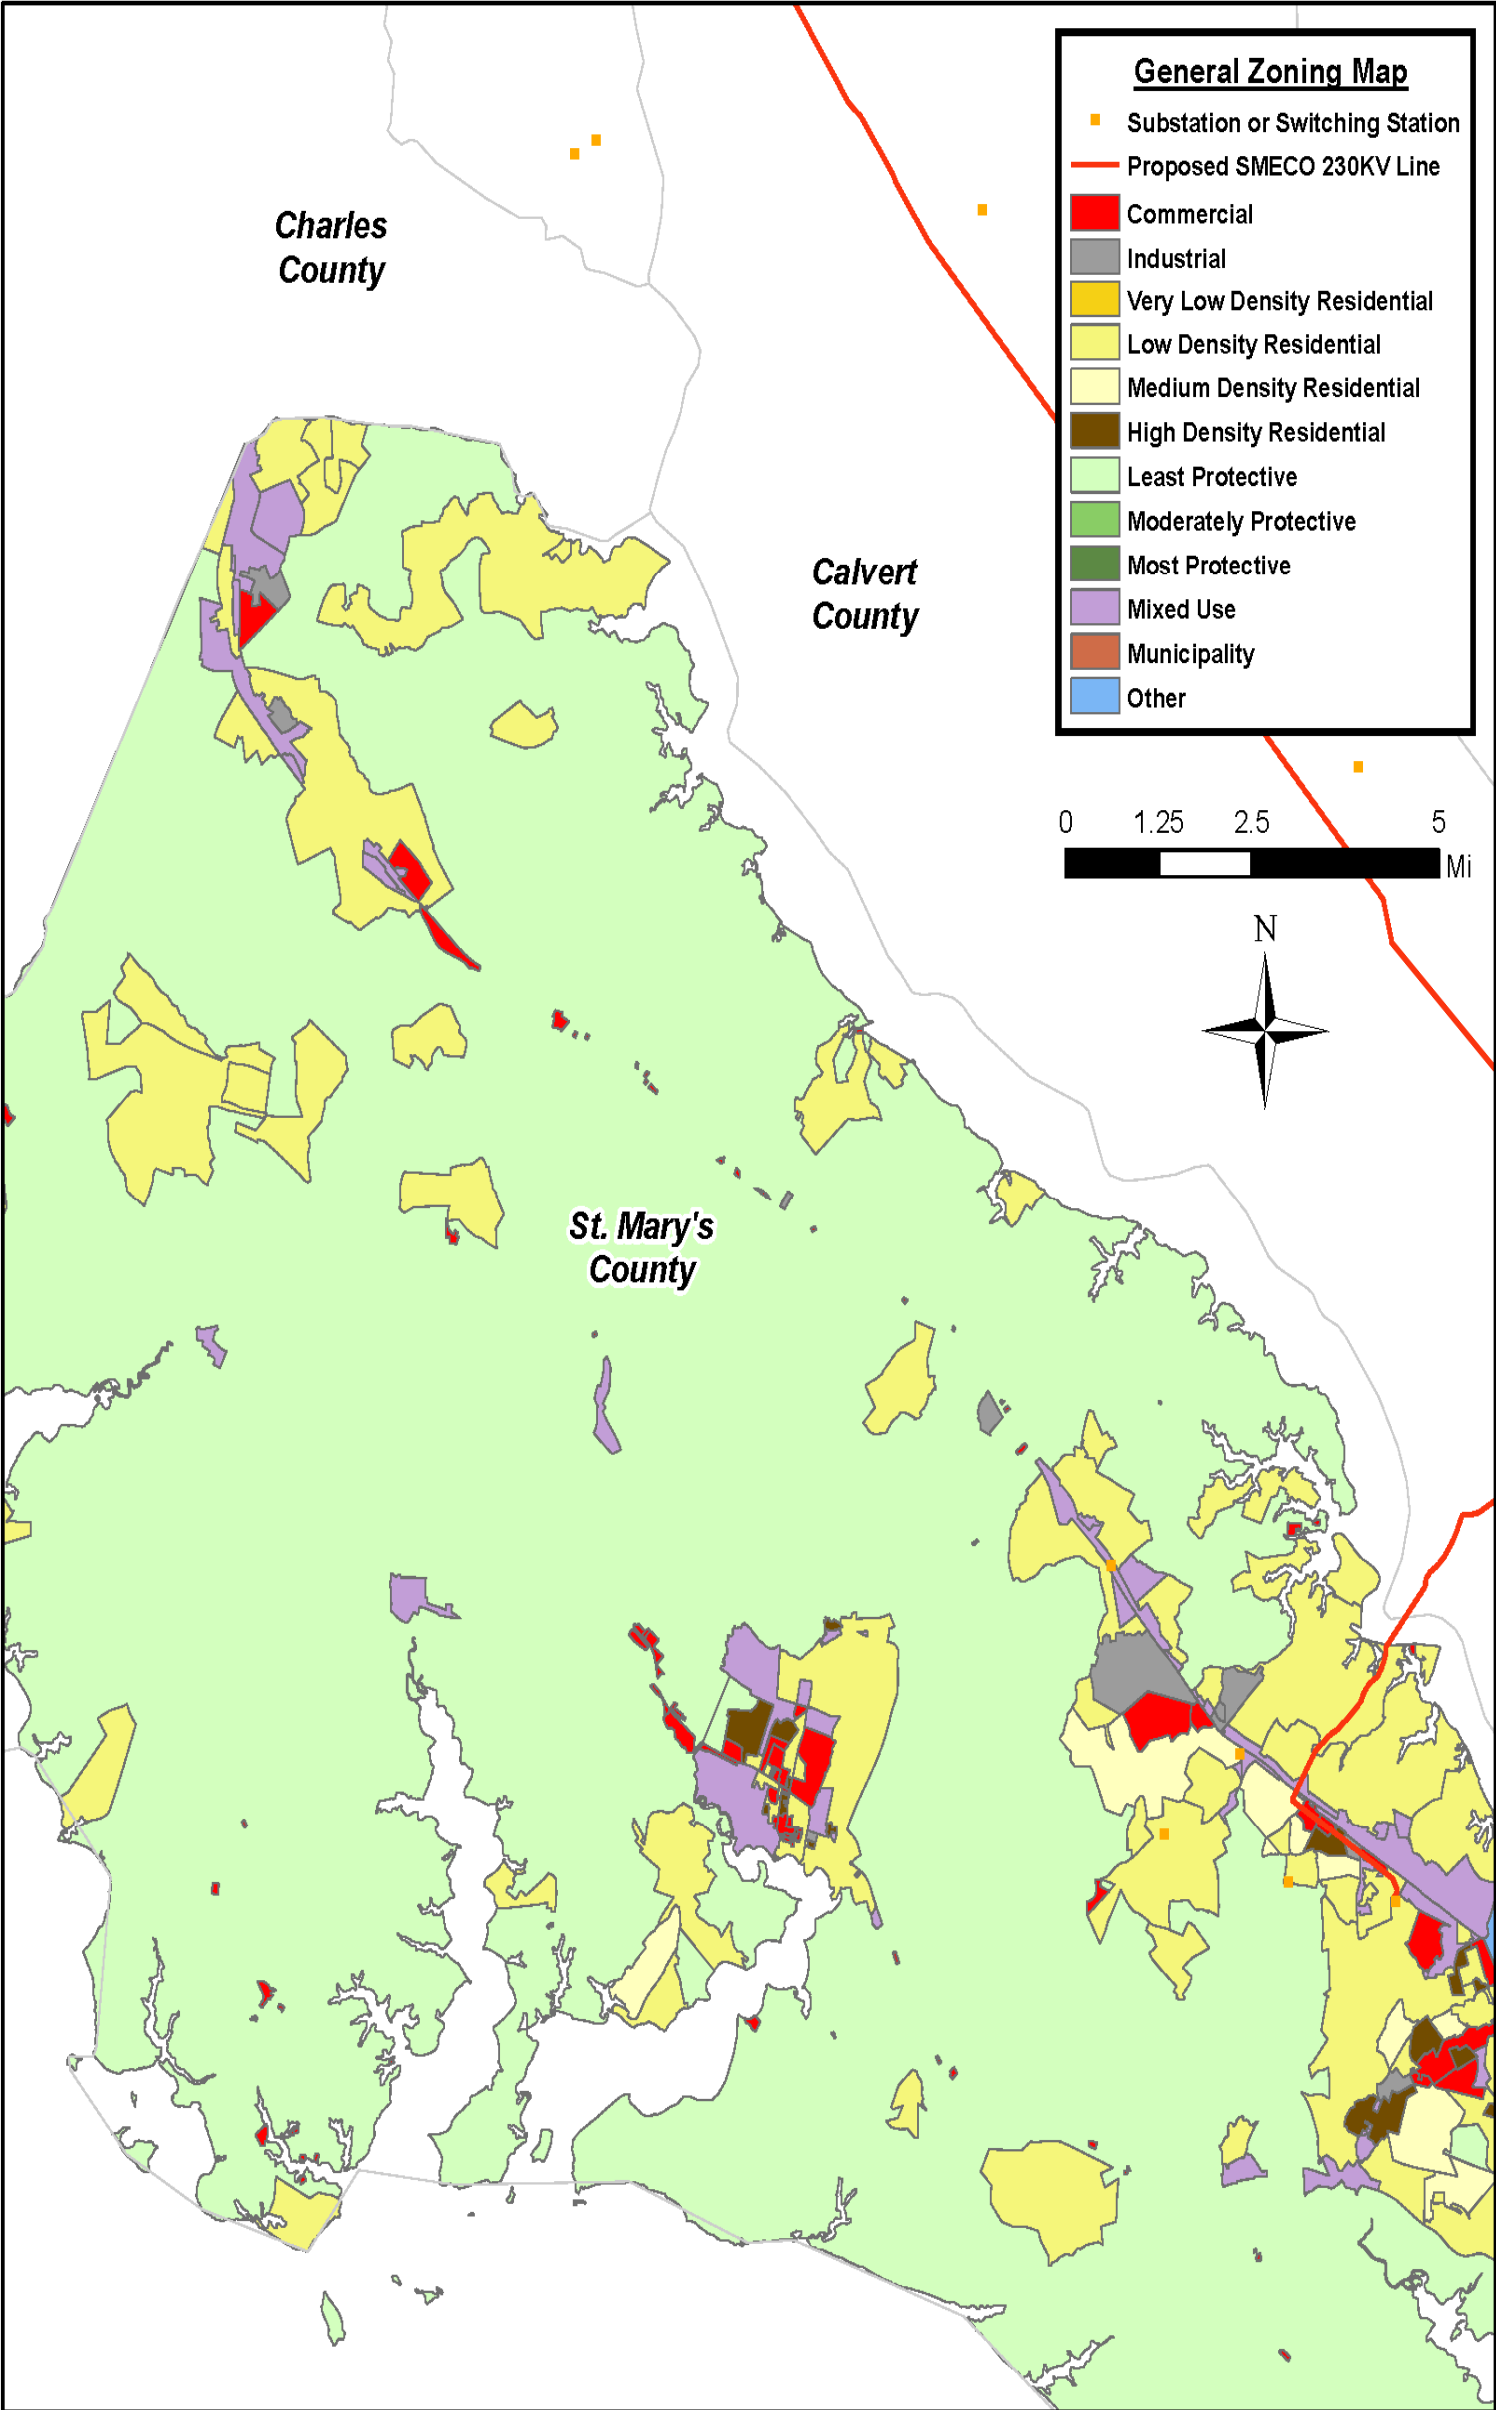 General Zoning Map
Substation or Switching Station
Proposed SMECO 230KV Line
Commercial
Industrial
Very Low Density Residential
Low Density Residential
Medium Density Residential
High Density Residential
Least Protective
Moderately Protective
Most Protective
Mixed Use
Municipality
Other
Charles
County
Calvert
County
0 1.25 2.5 5
Mi
N
St. Mary's
County